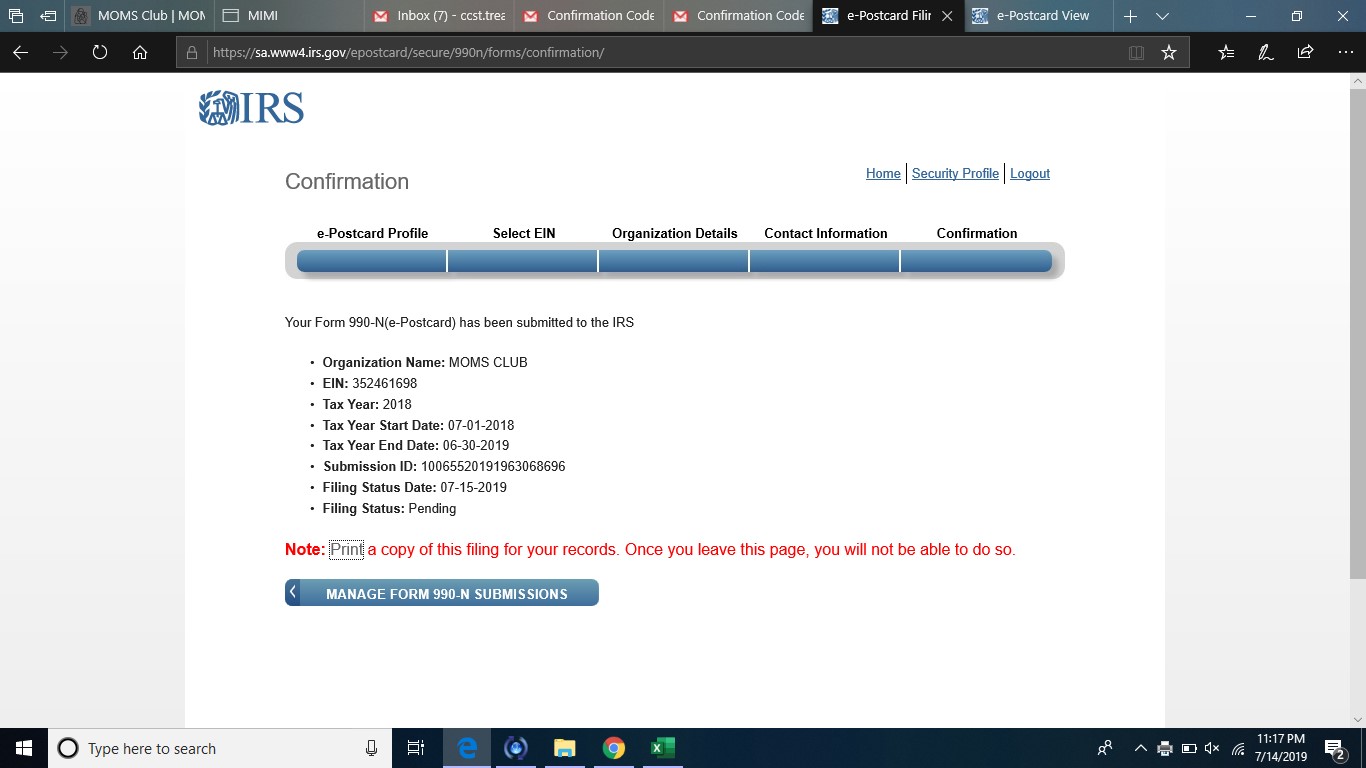 MOMS Club | MOM
MIMI
Inbox (7) - ccst.trea
Confirmation Code
Confirmation Code
e-Postcard Filin
e-Postcard View
https://sa.www4.irs.gov/epostcard/secure/990n/forms/confirmation/
IRS
Home Security Profile Logout
Confirmation
e-Postcard Profile Select EIN Organization Details Contact Information Confirmation
Your Form 990-N(e-Postcard) has been submitted to the IRS
• Organization Name: MOMS CLUB
• EIN: 352461698
• Tax Year: 2018
• Tax Year Start Date: 07-01-2018
• Tax Year End Date: 06-30-2019
• Submission ID: 10065520191963068696
• Filing Status Date: 07-15-2019
• Filing Status: Pending
Note: Print a copy of this filing for your records. Once you leave this page, you will not be able to do so.
MANAGE FORM 990-N SUBMISSIONS
Type here to search
11:17 PM
7/14/2019
2